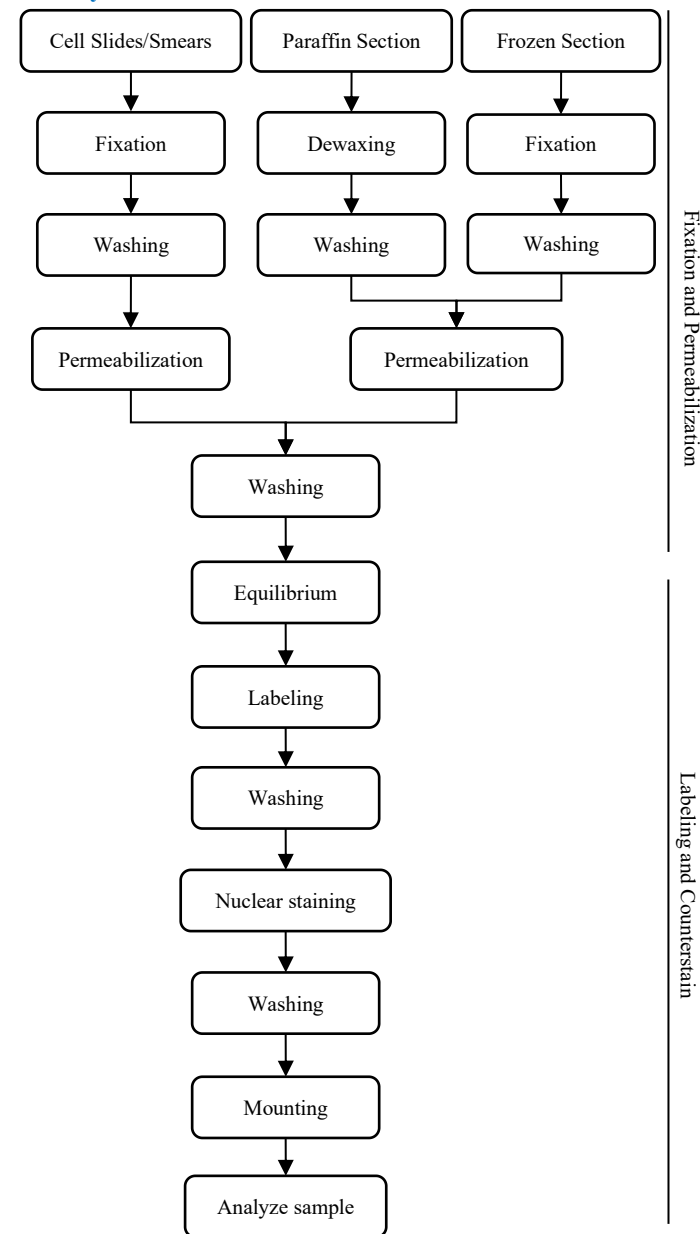 Cell Slides/Smears
Paraffin Section
Frozen Section
Fixation
Dewaxing
Fixation
Washing
Washing
Washing
Permeabilization
Permeabilization
Fixation and Permeabilization
Washing
Equilibrium
Labeling
Washing
Nuclear staining
Washing
Mounting
Analyze sample
Labeling and Counterstain